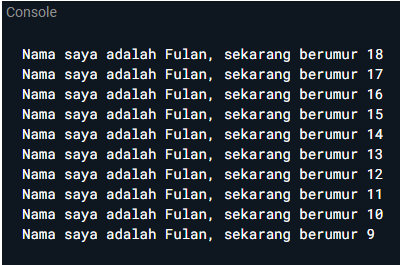 Console
Nama saya adalah Fulan, sekarang berumur 18
Nama saya adalah Fulan, sekarang berumur 17
Nama saya adalah Fulan, sekarang berumur 16
Nama saya adalah Fulan, sekarang berumur 15
Nama saya adalah Fulan, sekarang berumur 14
Nama saya adalah Fulan, sekarang berumur 13
Nama saya adalah Fulan, sekarang berumur 12
Nama saya adalah Fulan, sekarang berumur 11
Nama saya adalah Fulan, sekarang berumur 10
Nama saya adalah Fulan, sekarang berumur 9